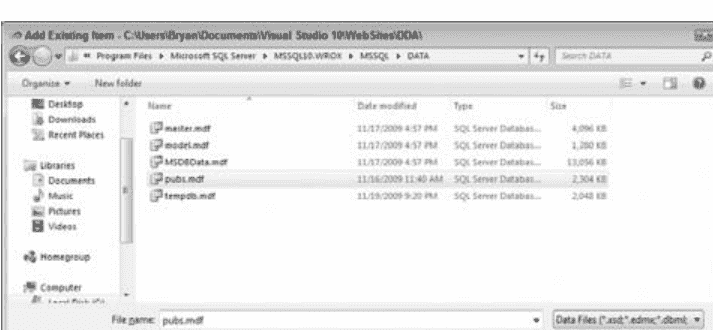 Add Existing Item - C:\Users\Bryan\Documents\Visual Studio 10\WebSites\DDA\
« Program Files ▸ Microsoft SQL Server ▸ MSSQL10.WROX ▸ MSSQL ▸ DATA
Search DATA
Organize New folder
Name Date modified Type Size
Desktop
Downloads
Recent Places
Libraries
Documents
Music
Pictures
Videos
Homegroup
Computer
master.mdf 11/17/2009 4:57 PM SQL Server Databas... 4,096 KB
model.mdf 11/17/2009 4:57 PM SQL Server Databas... 1,280 KB
MSDBData.mdf 11/17/2009 4:57 PM SQL Server Databas... 13,056 KB
pubs.mdf 11/16/2009 11:40 AM SQL Server Databas... 2,304 KB
tempdb.mdf 11/19/2009 9:20 PM SQL Server Databas... 2,048 KB
File name: pubs.mdf
Data Files (*.xsd;*.edmx;*.dbml;